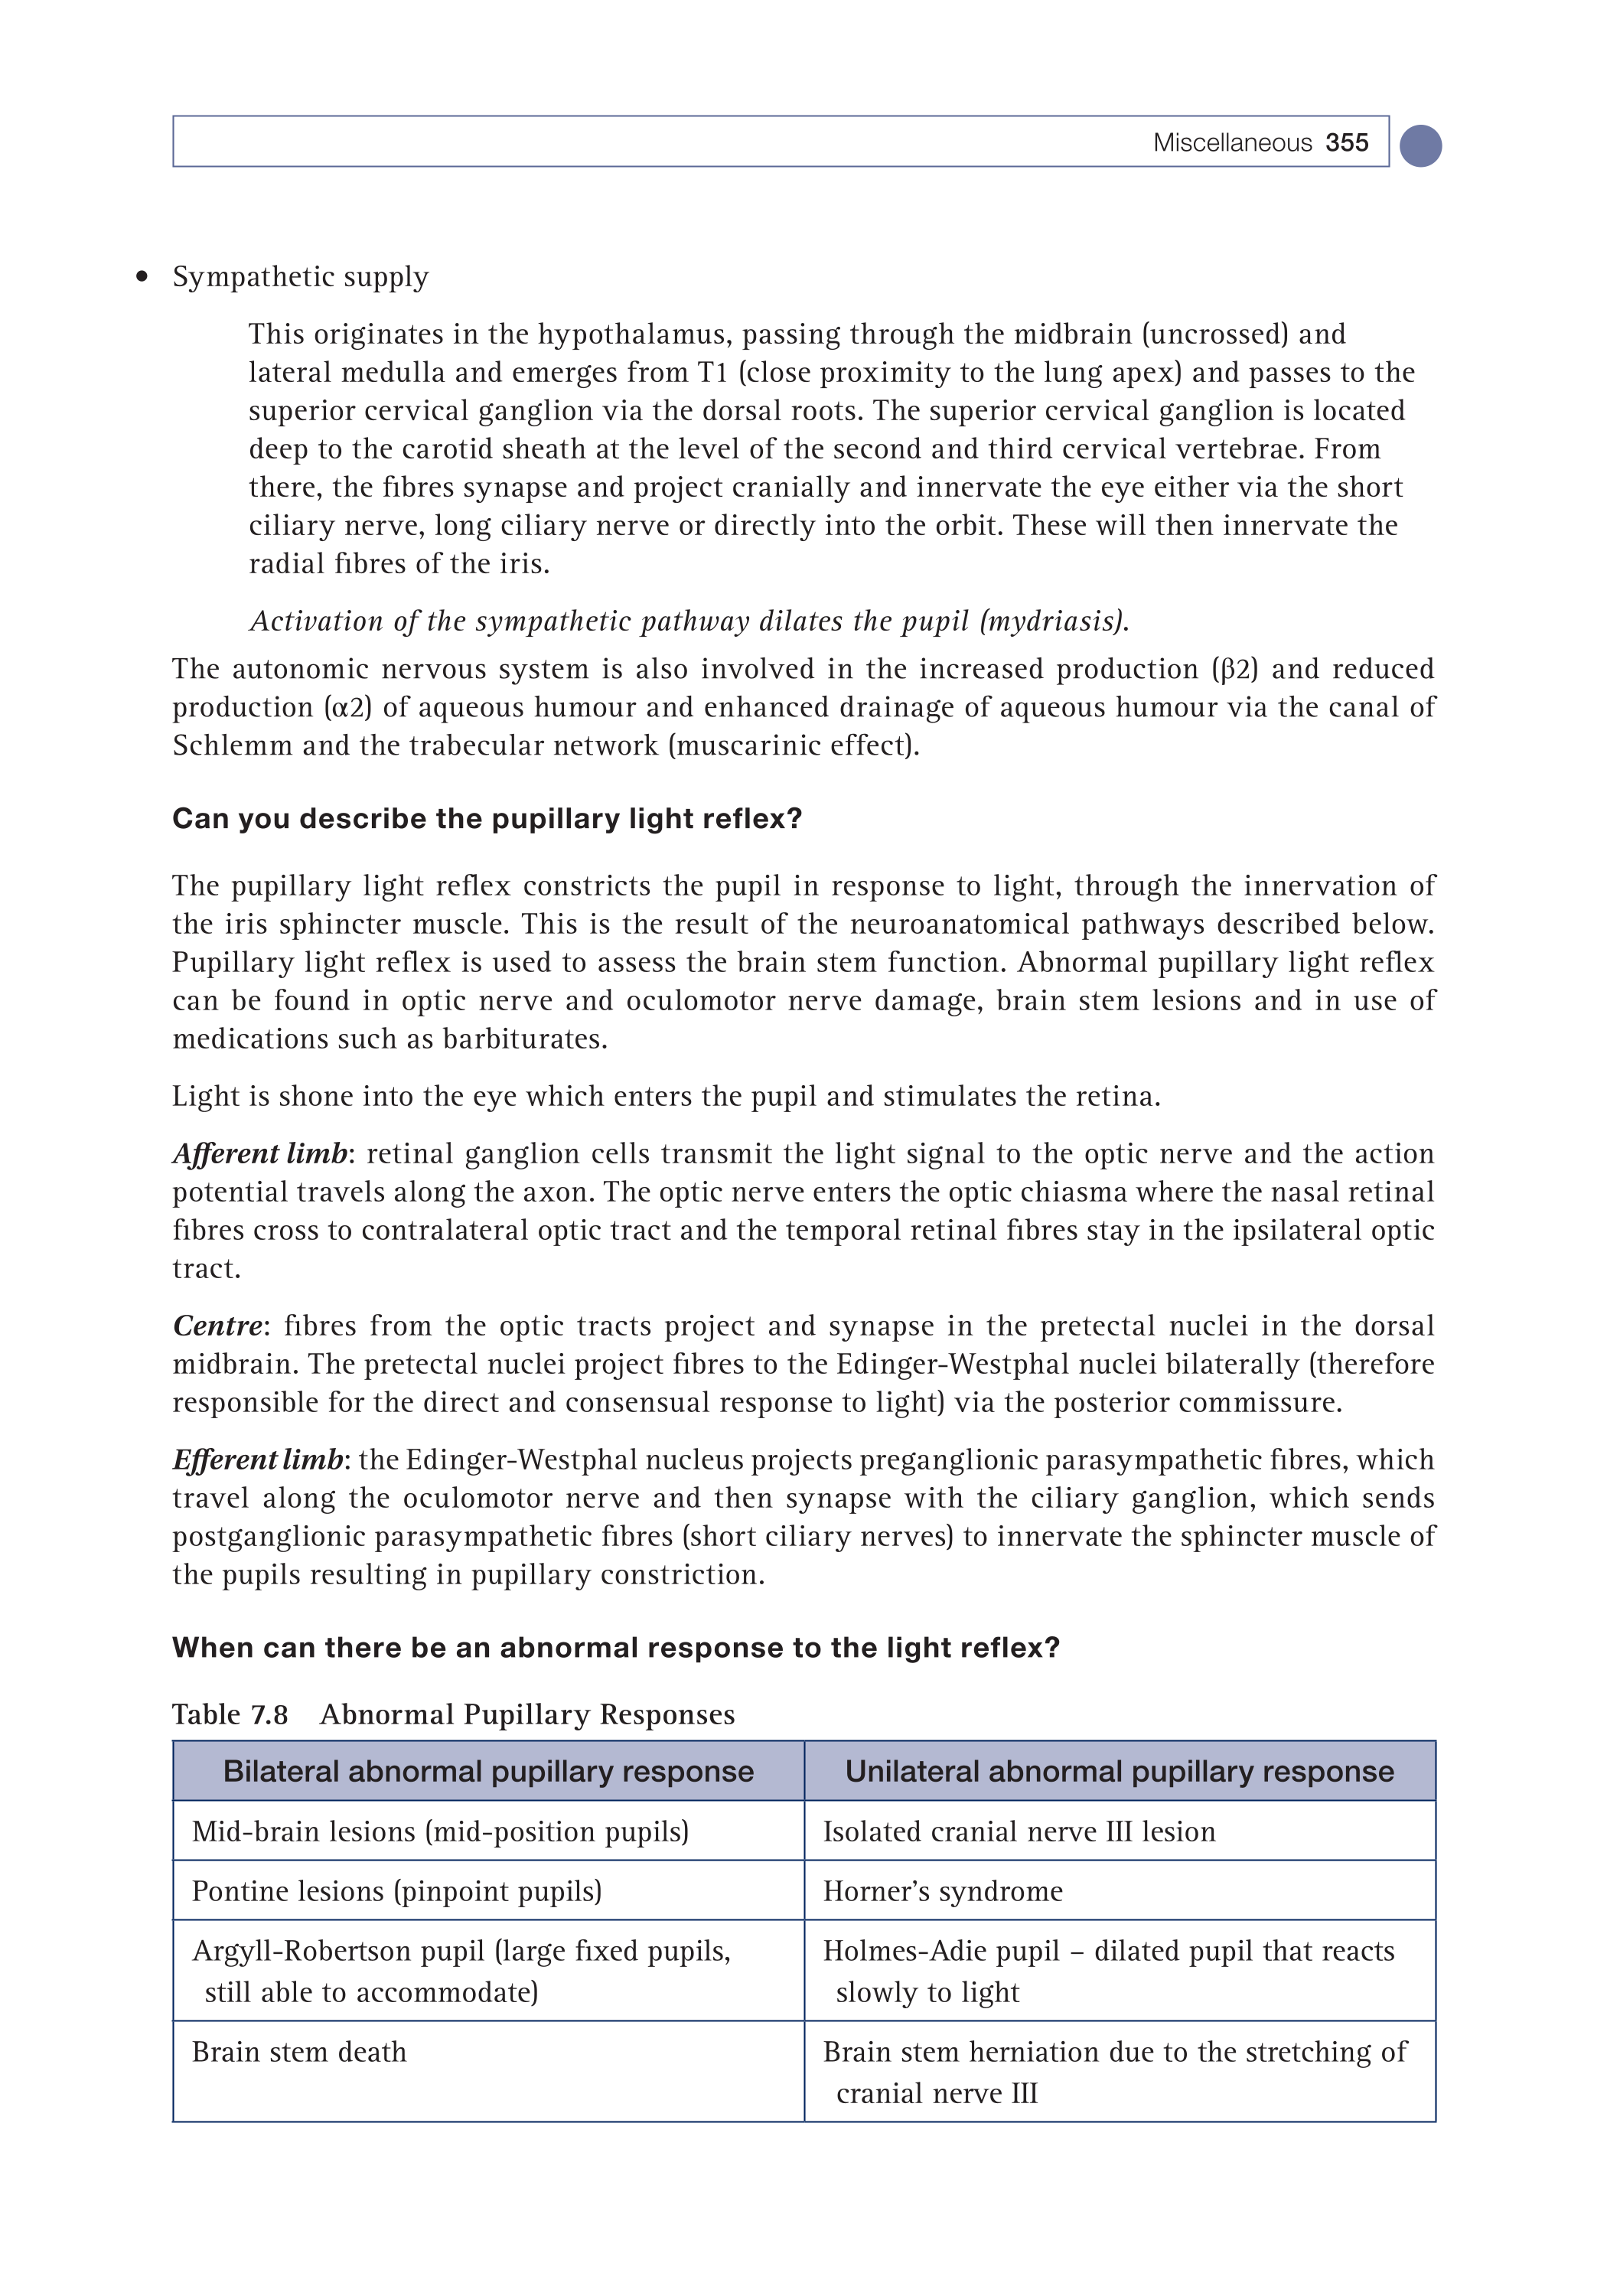 Miscellaneous 355
• Sympathetic supply
This originates in the hypothalamus, passing through the midbrain (uncrossed) and
lateral medulla and emerges from T1 (close proximity to the lung apex) and passes to the
superior cervical ganglion via the dorsal roots. The superior cervical ganglion is located
deep to the carotid sheath at the level of the second and third cervical vertebrae. From
there, the fibres synapse and project cranially and innervate the eye either via the short
ciliary nerve, long ciliary nerve or directly into the orbit. These will then innervate the
radial fibres of the iris.
Activation of the sympathetic pathway dilates the pupil (mydriasis).
The autonomic nervous system is also involved in the increased production (β2) and reduced
production (α2) of aqueous humour and enhanced drainage of aqueous humour via the canal of
Schlemm and the trabecular network (muscarinic effect).
Can you describe the pupillary light reflex?
The pupillary light reflex constricts the pupil in response to light, through the innervation of
the iris sphincter muscle. This is the result of the neuroanatomical pathways described below.
Pupillary light reflex is used to assess the brain stem function. Abnormal pupillary light reflex
can be found in optic nerve and oculomotor nerve damage, brain stem lesions and in use of
medications such as barbiturates.
Light is shone into the eye which enters the pupil and stimulates the retina.
Afferent limb: retinal ganglion cells transmit the light signal to the optic nerve and the action
potential travels along the axon. The optic nerve enters the optic chiasma where the nasal retinal
fibres cross to contralateral optic tract and the temporal retinal fibres stay in the ipsilateral optic
tract.
Centre: fibres from the optic tracts project and synapse in the pretectal nuclei in the dorsal
midbrain. The pretectal nuclei project fibres to the Edinger-Westphal nuclei bilaterally (therefore
responsible for the direct and consensual response to light) via the posterior commissure.
Efferent limb: the Edinger-Westphal nucleus projects preganglionic parasympathetic fibres, which
travel along the oculomotor nerve and then synapse with the ciliary ganglion, which sends
postganglionic parasympathetic fibres (short ciliary nerves) to innervate the sphincter muscle of
the pupils resulting in pupillary constriction.
When can there be an abnormal response to the light reflex?
Table 7.8 Abnormal Pupillary Responses
Bilateral abnormal pupillary response
Unilateral abnormal pupillary response
Mid-brain lesions (mid-position pupils)
Isolated cranial nerve III lesion
Pontine lesions (pinpoint pupils)
Horner's syndrome
Argyll-Robertson pupil (large fixed pupils,
still able to accommodate)
Holmes-Adie pupil – dilated pupil that reacts
slowly to light
Brain stem death
Brain stem herniation due to the stretching of
cranial nerve III